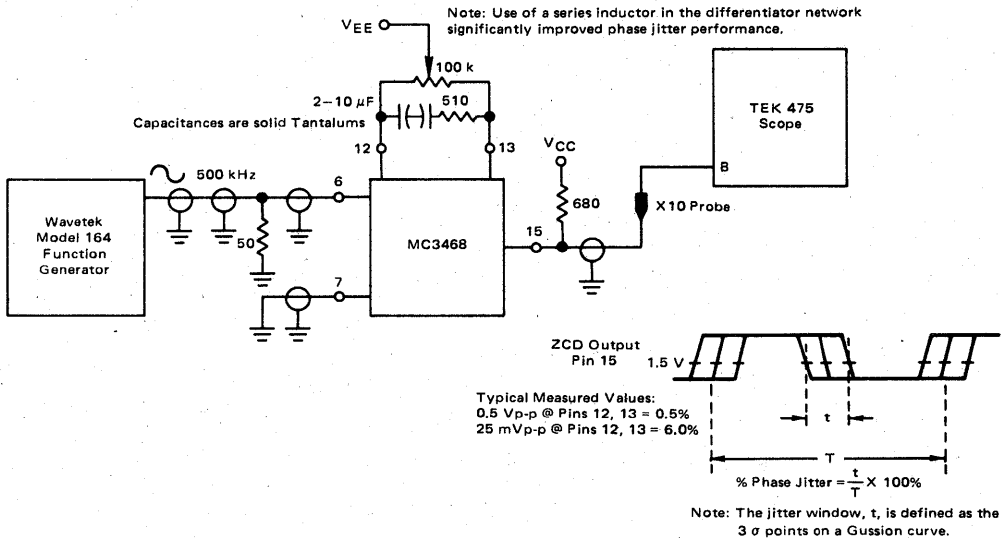 Note: Use of a series inductor in the differentiator network
significantly improved phase jitter performance.
VEE
100 k
2–10 μF
510
Capacitances are solid Tantalums
12
13
TEK 475
Scope
B
VCC
500 kHz
6
680
X10 Probe
Wavetek
Model 164
Function
Generator
50
MC3468
15
7
ZCD Output
Pin 15
1.5 V
Typical Measured Values:
0.5 Vp-p @ Pins 12, 13 = 0.5%
25 mVp-p @ Pins 12, 13 = 6.0%
t
T
% Phase Jitter = t/T X 100%
Note: The jitter window, t, is defined as the
3 σ points on a Gussion curve.